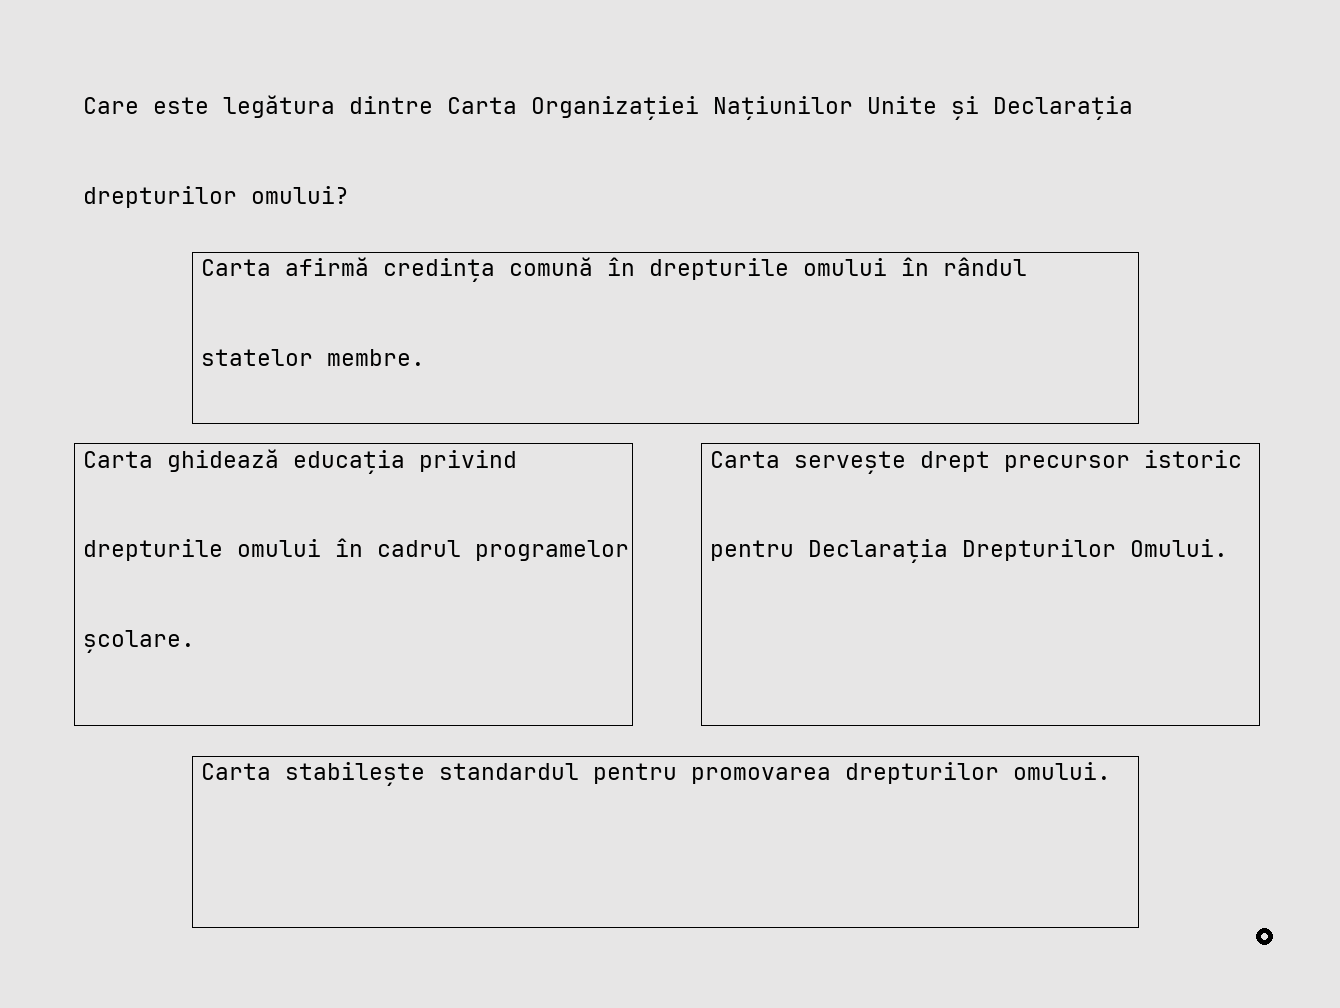 Care este legătura dintre Carta Organizației Națiunilor Unite și Declarația
drepturilor omului?
Carta afirmă credința comună în drepturile omului în rândul
statelor membre.
Carta ghidează educația privind
drepturile omului în cadrul programelor
școlare.
Carta servește drept precursor istoric
pentru Declarația Drepturilor Omului.
Carta stabilește standardul pentru promovarea drepturilor omului.